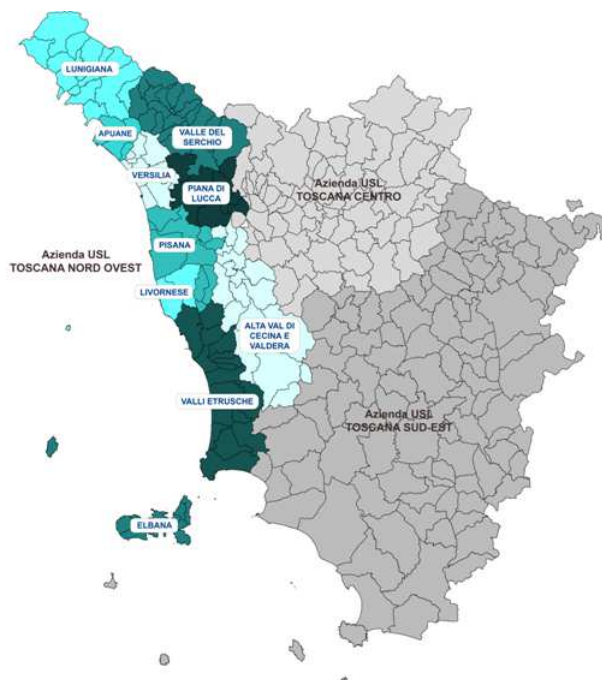 LUNIGIANA
APUANE
VALLE DEL
SERCHIO
VERSILIA
PIANA DI
LUCCA
Azienda USL
TOSCANA CENTRO
PISANA
Azienda USL
TOSCANA NORD OVEST
LIVORNESE
ALTA VAL DI
CECINA E
VALDERA
VALLI ETRUSCHE
Azienda USL
TOSCANA SUD-EST
ELBANA